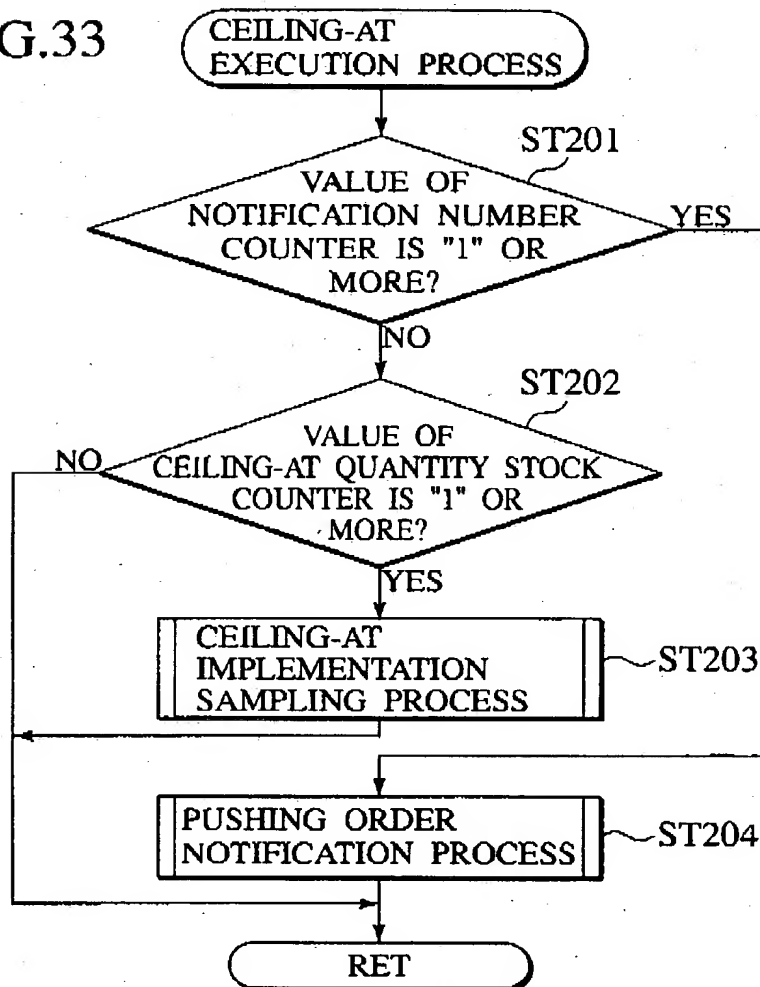 G.33
CEILING-AT
EXECUTION PROCESS
ST201
VALUE OF
NOTIFICATION NUMBER
COUNTER IS "1" OR
MORE?
YES
NO
ST202
VALUE OF
CEILING-AT QUANTITY STOCK
COUNTER IS "1" OR
MORE?
NO
YES
CEILING-AT
IMPLEMENTATION
SAMPLING PROCESS
ST203
PUSHING ORDER
NOTIFICATION PROCESS
ST204
RET